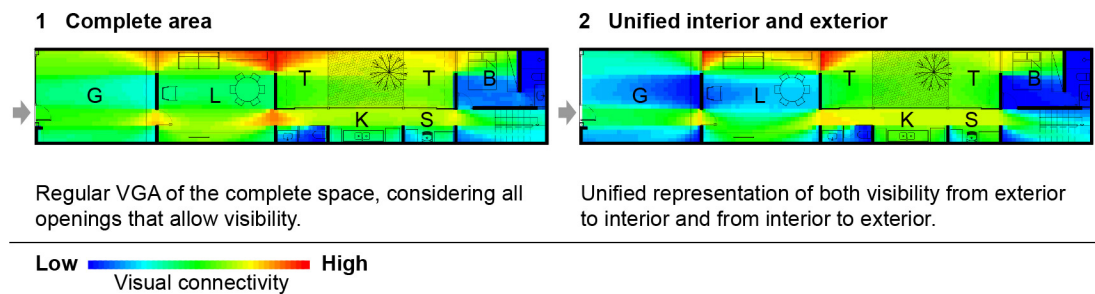 1 Complete area
2 Unified interior and exterior
G L T T B K S
G L T T B K S
Regular VGA of the complete space, considering all
openings that allow visibility.
Unified representation of both visibility from exterior
to interior and from interior to exterior.
Low High
Visual connectivity